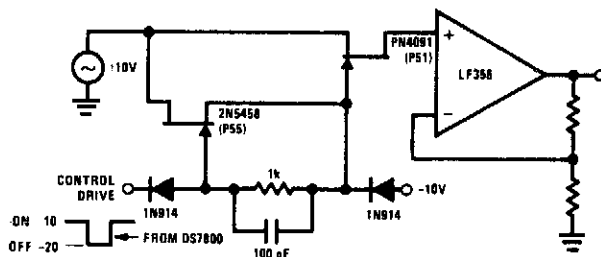 PN4091
(P51)
+
LF356
−
±10V
2N5458
(P55)
1k
CONTROL
DRIVE
1N914
100 pF
1N914
-10V
ON 10
OFF -20
FROM DS7800